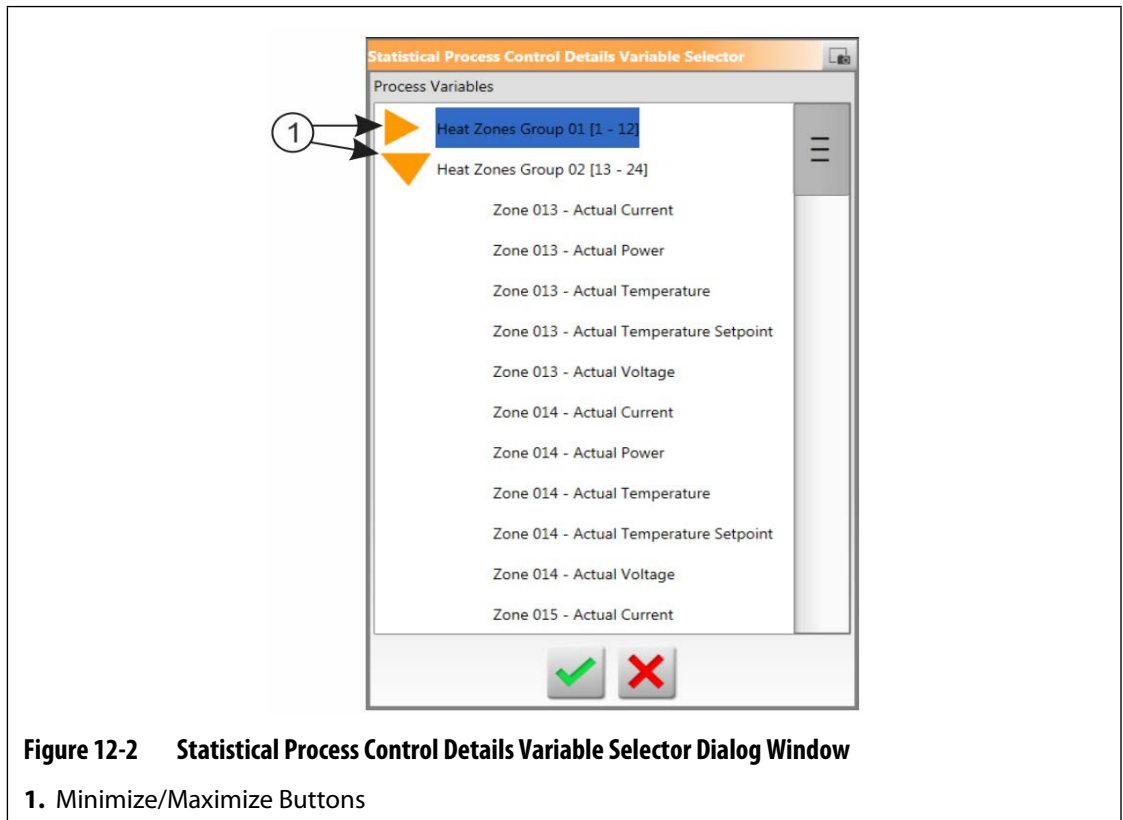 Statistical Process Control Details Variable Selector
Process Variables
1
Heat Zones Group 01 [1 - 12]
Heat Zones Group 02 [13 - 24]
Zone 013 - Actual Current
Zone 013 - Actual Power
Zone 013 - Actual Temperature
Zone 013 - Actual Temperature Setpoint
Zone 013 - Actual Voltage
Zone 014 - Actual Current
Zone 014 - Actual Power
Zone 014 - Actual Temperature
Zone 014 - Actual Temperature Setpoint
Zone 014 - Actual Voltage
Zone 015 - Actual Current
Figure 12-2 Statistical Process Control Details Variable Selector Dialog Window
1. Minimize/Maximize Buttons